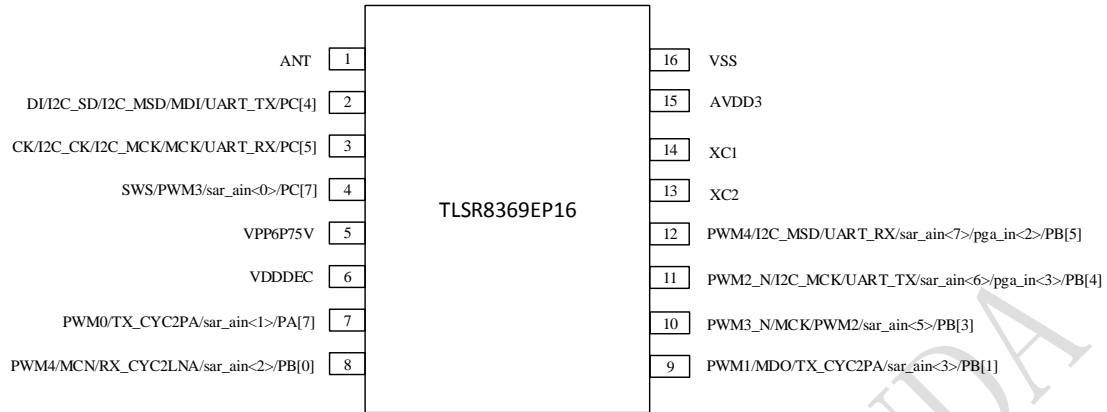 ANT 1
16 VSS
DI/I2C_SD/I2C_MSD/MDI/UART_TX/PC[4] 2
15 AVDD3
CK/I2C_CK/I2C_MCK/MCK/UART_RX/PC[5] 3
14 XC1
SWS/PWM3/sar_ain<0>/PC[7] 4
13 XC2
TLSR8369EP16
VPP6P75V 5
12 PWM4/I2C_MSD/UART_RX/sar_ain<7>/pga_in<2>/PB[5]
VDDDEC 6
11 PWM2_N/I2C_MCK/UART_TX/sar_ain<6>/pga_in<3>/PB[4]
PWM0/TX_CYC2PA/sar_ain<1>/PA[7] 7
10 PWM3_N/MCK/PWM2/sar_ain<5>/PB[3]
PWM4/MCN/RX_CYC2LNA/sar_ain<2>/PB[0] 8
9 PWM1/MDO/TX_CYC2PA/sar_ain<3>/PB[1]